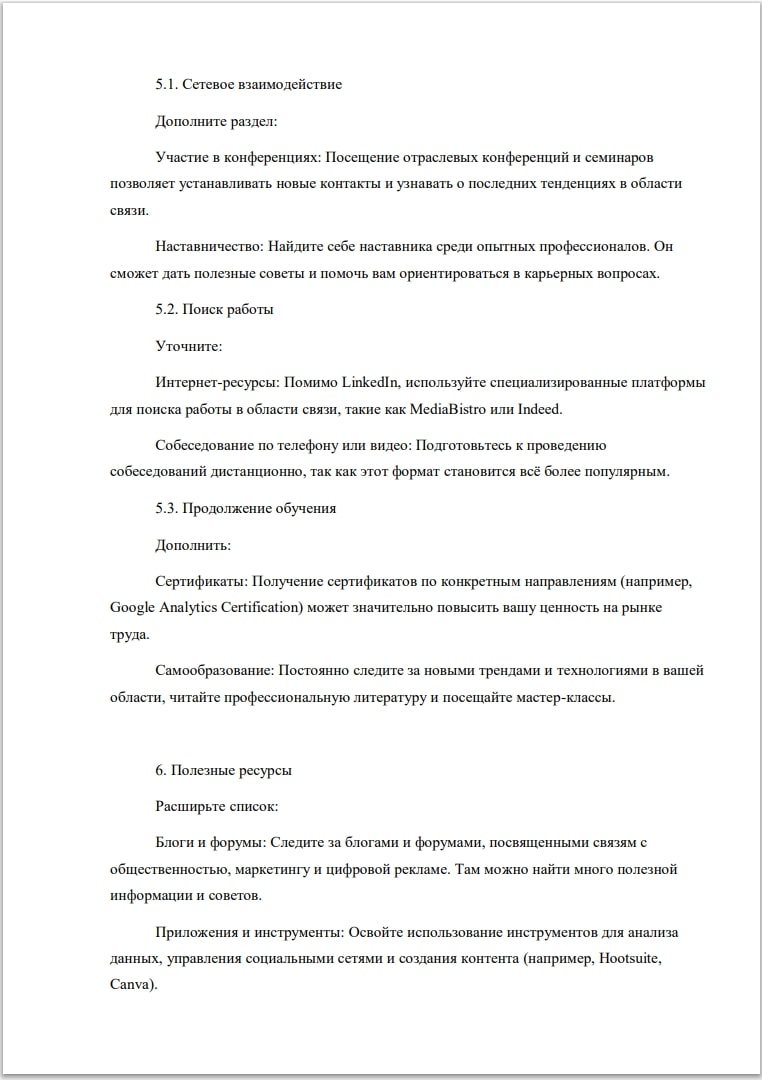 5.1. Сетевое взаимодействие
Дополните раздел:
Участие в конференциях: Посещение отраслевых конференций и семинаров
позволяет устанавливать новые контакты и узнавать о последних тенденциях в области
связи.
Наставничество: Найдите себе наставника среди опытных профессионалов. Он
сможет дать полезные советы и помочь вам ориентироваться в карьерных вопросах.
5.2. Поиск работы
Уточните:
Интернет-ресурсы: Помимо LinkedIn, используйте специализированные платформы
для поиска работы в области связи, такие как MediaBistro или Indeed.
Собеседование по телефону или видео: Подготовьтесь к проведению
собеседований дистанционно, так как этот формат становится всё более популярным.
5.3. Продолжение обучения
Дополнить:
Сертификаты: Получение сертификатов по конкретным направлениям (например,
Google Analytics Certification) может значительно повысить вашу ценность на рынке
труда.
Самообразование: Постоянно следите за новыми трендами и технологиями в вашей
области, читайте профессиональную литературу и посещайте мастер-классы.
6. Полезные ресурсы
Расширьте список:
Блоги и форумы: Следите за блогами и форумами, посвященными связям с
общественностью, маркетингу и цифровой рекламе. Там можно найти много полезной
информации и советов.
Приложения и инструменты: Освойте использование инструментов для анализа
данных, управления социальными сетями и создания контента (например, Hootsuite,
Canva).